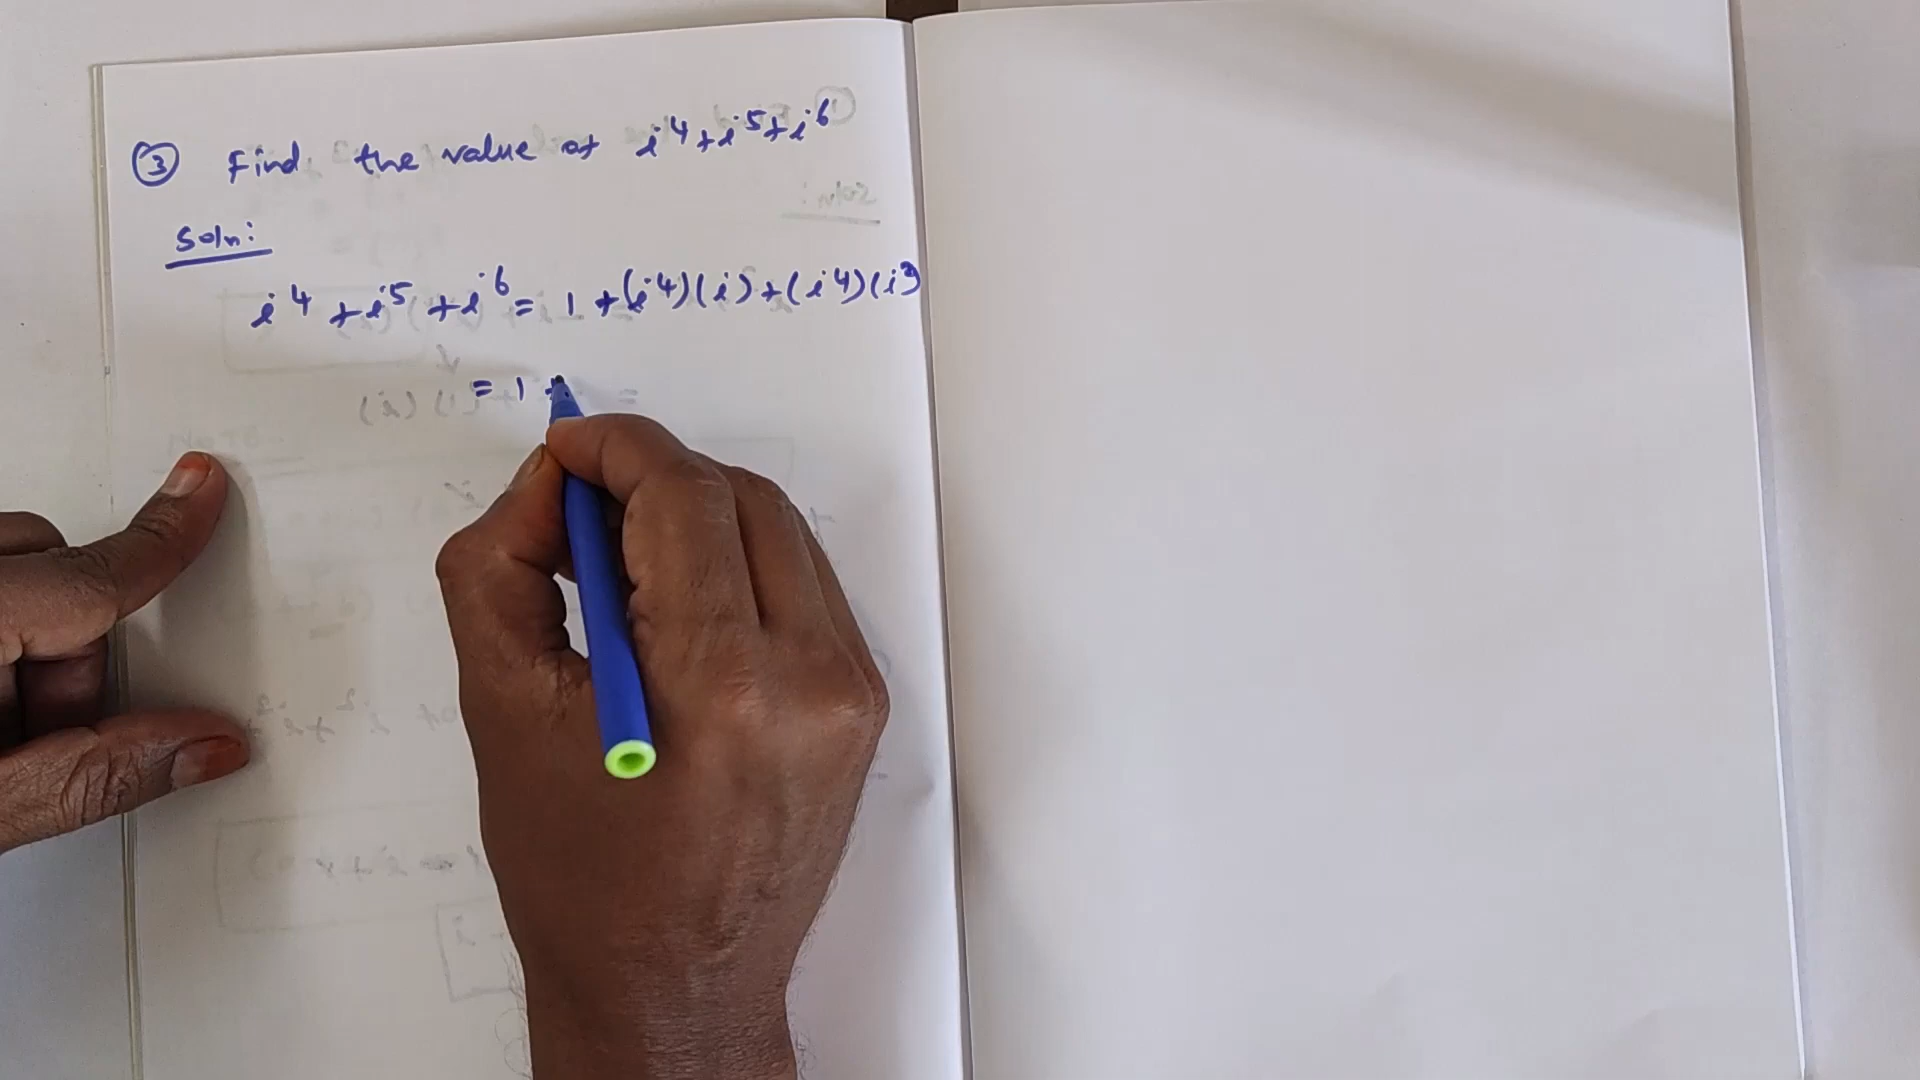 ③ Find the value of i⁴+i⁵+i⁶
Soln:
i⁴ + i⁵ + i⁶ = 1 + (i⁴)(i) + (i⁴)(i²)
= 1 +